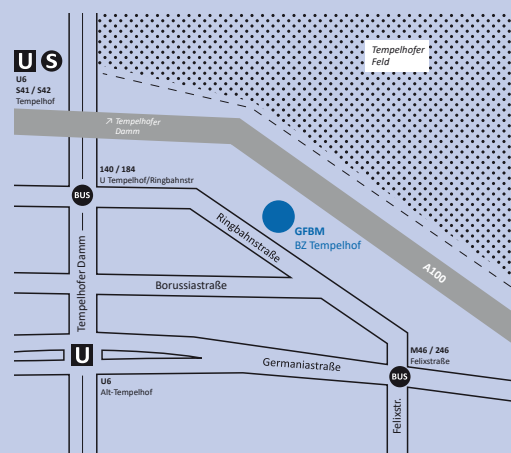 Tempelhofer
Feld
U S
U6
S41 / S42
Tempelhof
↗ Tempelhofer
Damm
140 / 184
U Tempelhof/Ringbahnstr
BUS
GFBM
BZ Tempelhof
Ringbahnstraße
A100
Tempelhofer Damm
Borussiastraße
U
U6
Alt-Tempelhof
Germaniastraße
M46 / 246
Felixstraße
BUS
Felixstr.